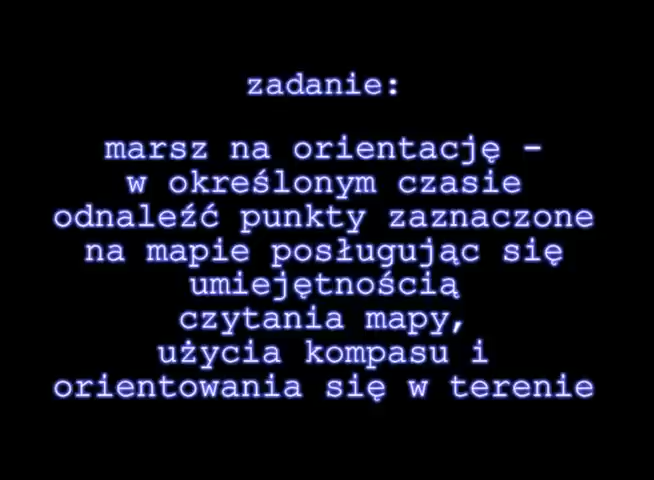 zadanie:
marsz na orientację -
w określonym czasie
odnaleźć punkty zaznaczone
na mapie posługując się
umiejętnością
czytania mapy,
użycia kompasu i
orientowania się w terenie